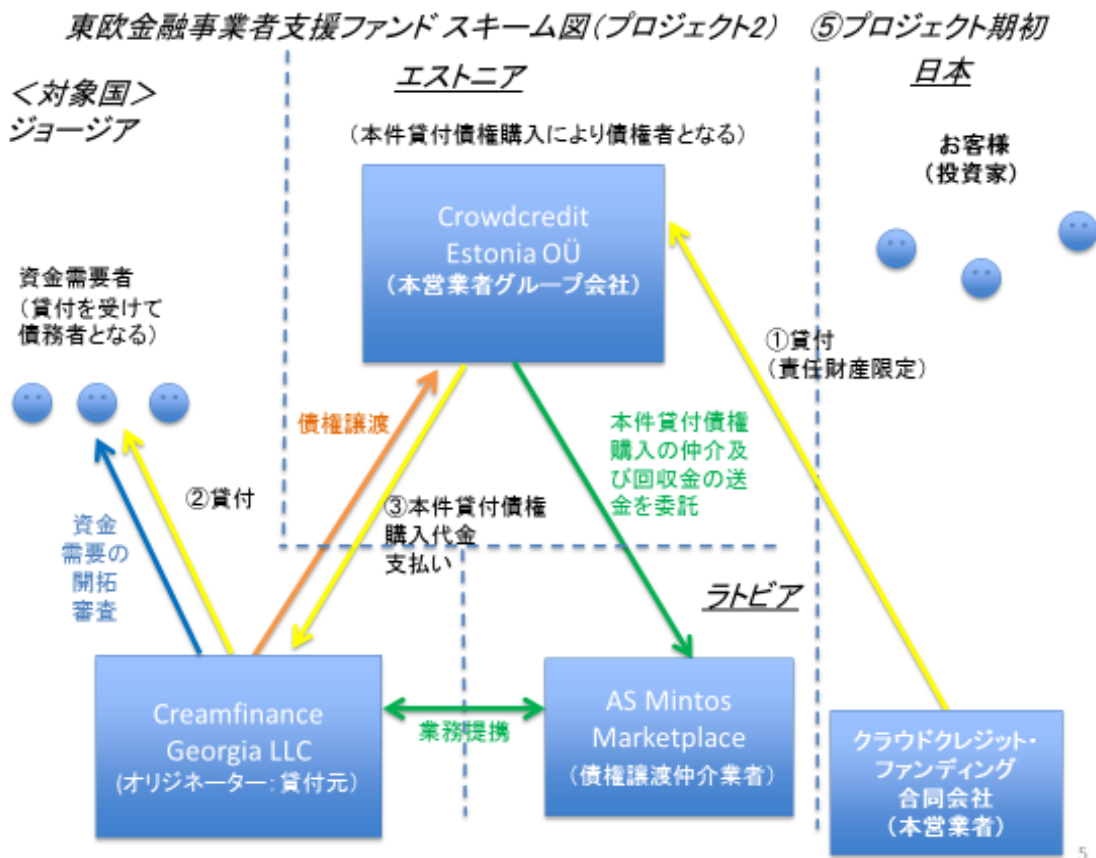 東欧金融事業者支援ファンド スキーム図(プロジェクト2) ⑤プロジェクト期初
＜対象国＞
ジョージア
エストニア
日本
(本件貸付債権購入により債権者となる)
お客様
(投資家)
Crowdcredit
Estonia OÜ
(本営業者グループ会社)
資金需要者
(貸付を受けて
債務者となる)
①貸付
(責任財産限定)
債権譲渡
本件貸付債権
購入の仲介及
び回収金の送
金を委託
②貸付
③本件貸付債権
購入代金
支払い
資金
需要の
開拓
審査
ラトビア
Creamfinance
Georgia LLC
(オリジネーター：貸付元)
業務提携
AS Mintos
Marketplace
(債権譲渡仲介業者)
クラウドクレジット・
ファンディング
合同会社
(本営業者)
5